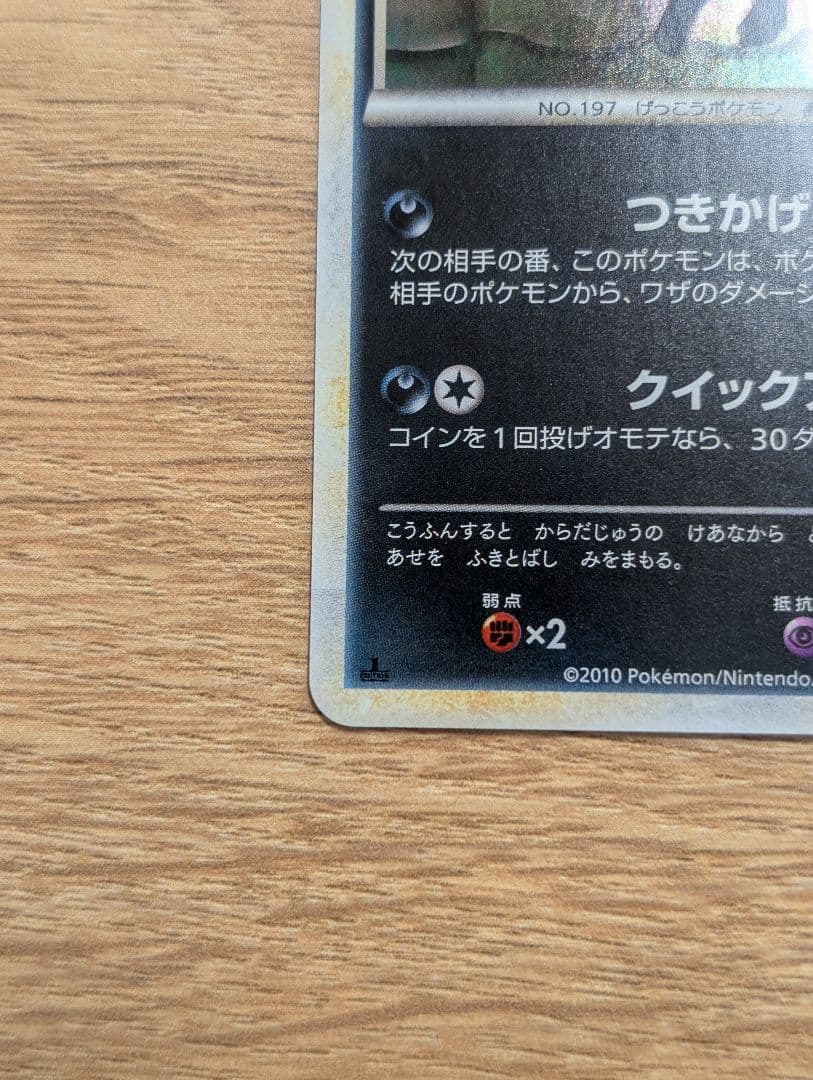 NO.197 げっこうポケモン
つきかげ
次の相手の番、このポケモンは、ポケ
相手のポケモンから、ワザのダメージ
クイック
コインを1回投げオモテなら、30ダ
こうふんすると からだじゅうの けあなから
あせを ふきとばし みをまもる。
弱点 抵抗
×2
1
©2010 Pokémon/Nintendo